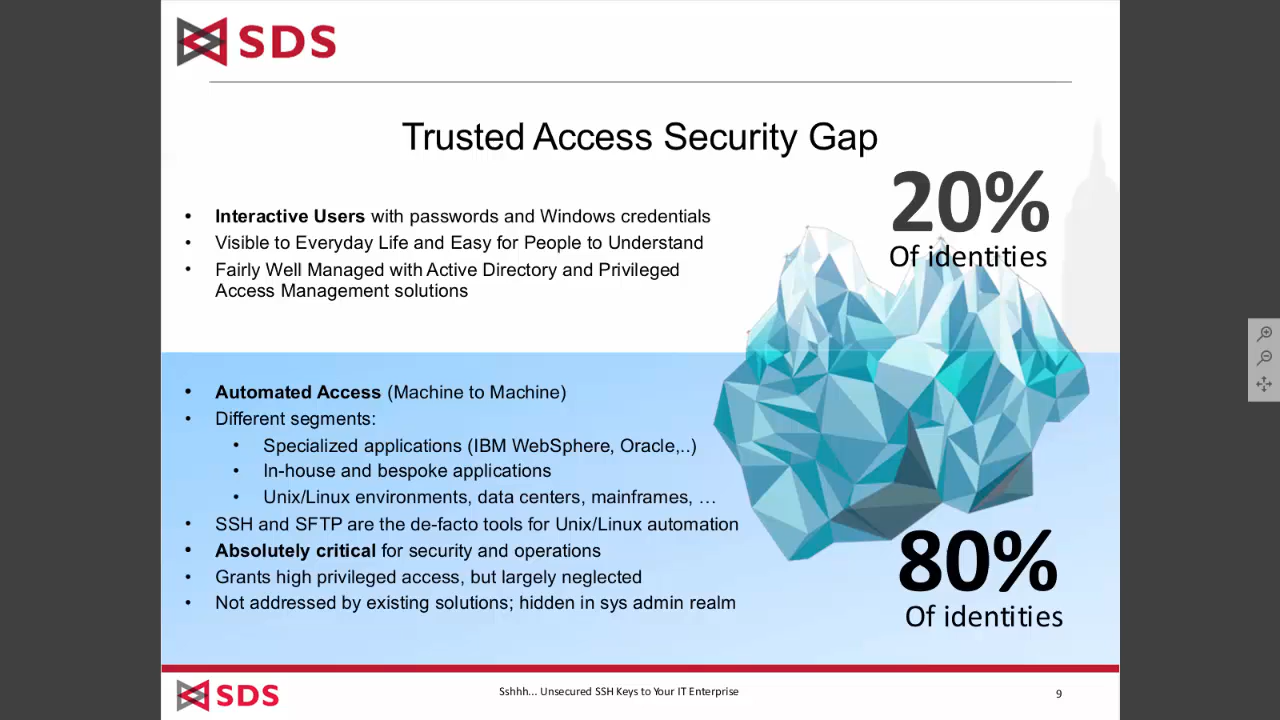 SDS
Trusted Access Security Gap
20%
Of identities
• Interactive Users with passwords and Windows credentials
• Visible to Everyday Life and Easy for People to Understand
• Fairly Well Managed with Active Directory and Privileged
Access Management solutions
• Automated Access (Machine to Machine)
• Different segments:
• Specialized applications (IBM WebSphere, Oracle,..)
• In-house and bespoke applications
• Unix/Linux environments, data centers, mainframes, …
• SSH and SFTP are the de-facto tools for Unix/Linux automation
• Absolutely critical for security and operations
• Grants high privileged access, but largely neglected
• Not addressed by existing solutions; hidden in sys admin realm
80%
Of identities
SDS
Sshhh... Unsecured SSH Keys to Your IT Enterprise
9